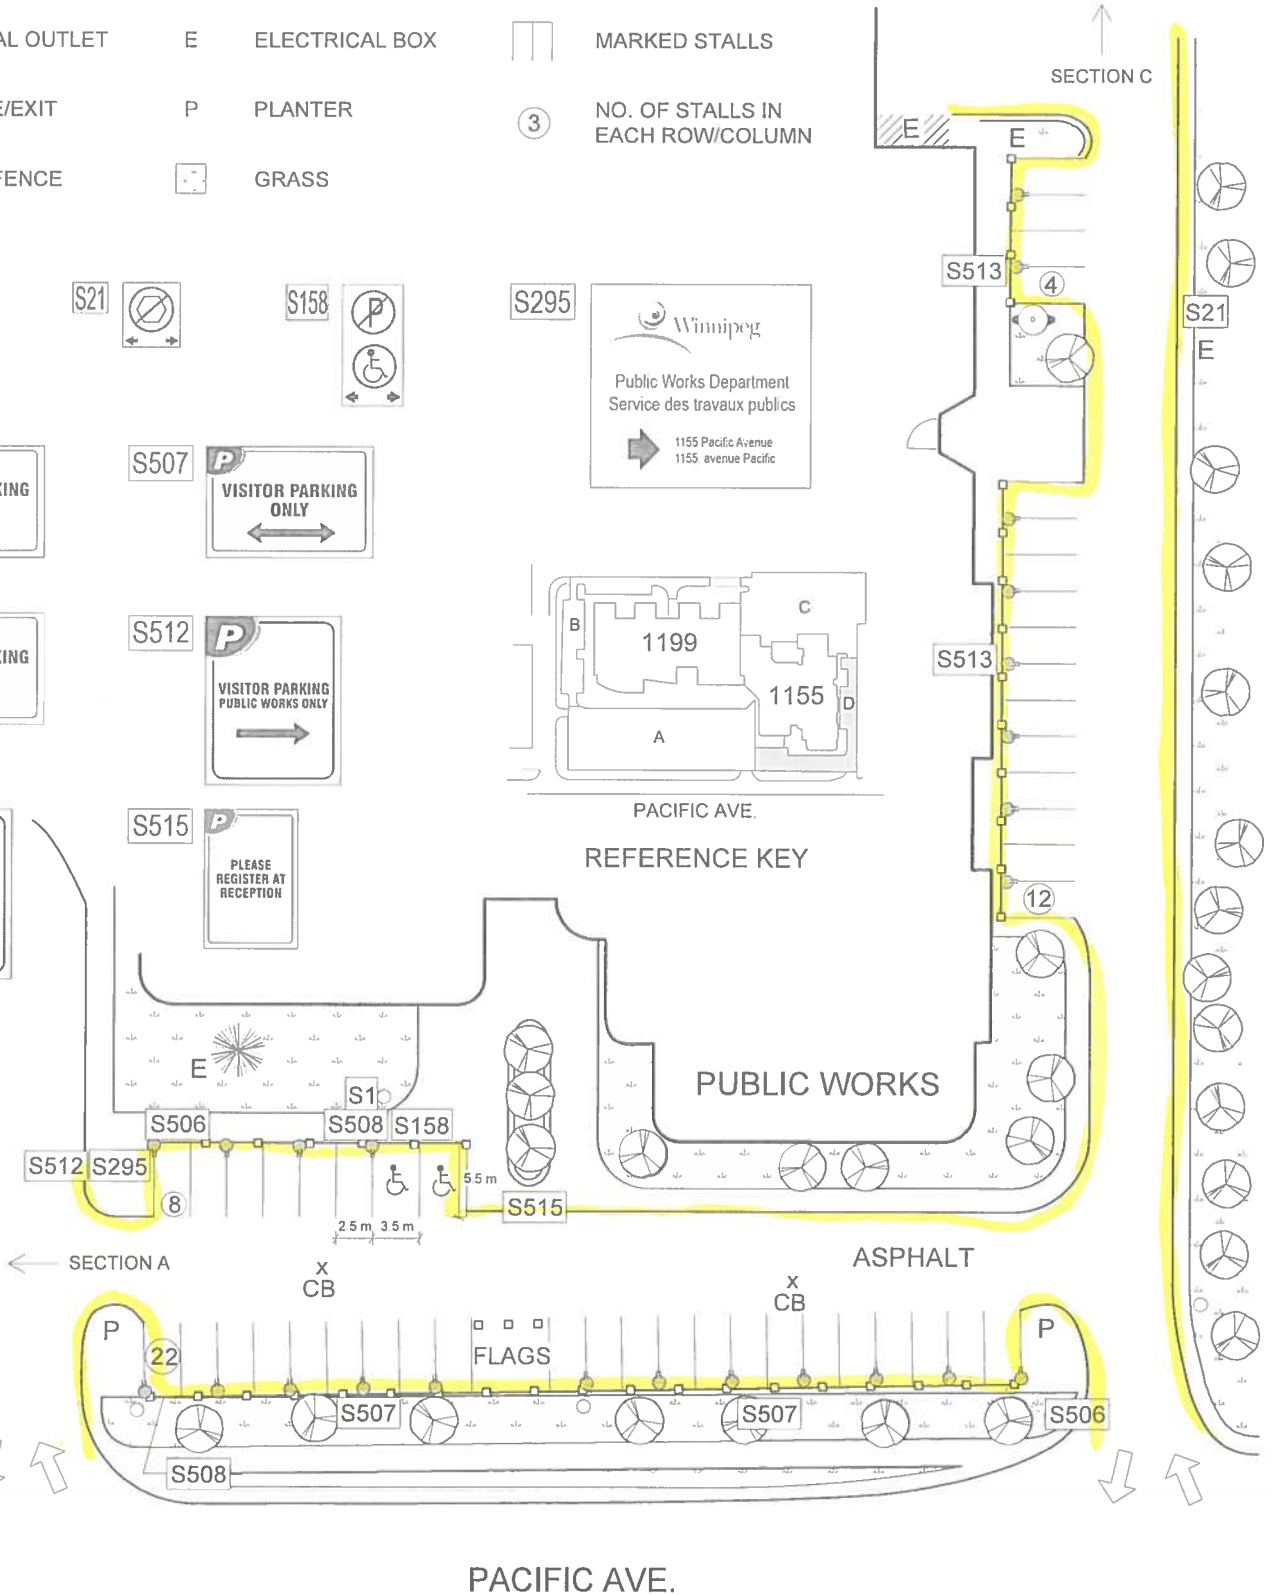 AL OUTLET
E ELECTRICAL BOX
MARKED STALLS
E/EXIT
P PLANTER
3
NO. OF STALLS IN
EACH ROW/COLUMN
FENCE
GRASS
SECTION C
E
E
S513
4
S21
S158
P
S295
Winnipeg
Public Works Department
Service des travaux publics
1155 Pacific Avenue
1155, avenue Pacific
S21
E
KING
S507
P
VISITOR PARKING
ONLY
KING
S512
P
VISITOR PARKING
PUBLIC WORKS ONLY
S515
P
PLEASE
REGISTER AT
RECEPTION
B
1199
C
1155
D
A
PACIFIC AVE.
REFERENCE KEY
S513
12
E
PUBLIC WORKS
S1
S506
S508
S158
S512
S295
8
5.5 m
S515
2.5 m
3.5 m
SECTION A
x
CB
ASPHALT
x
CB
P
22
FLAGS
P
S507
S507
S506
S508
PACIFIC AVE.